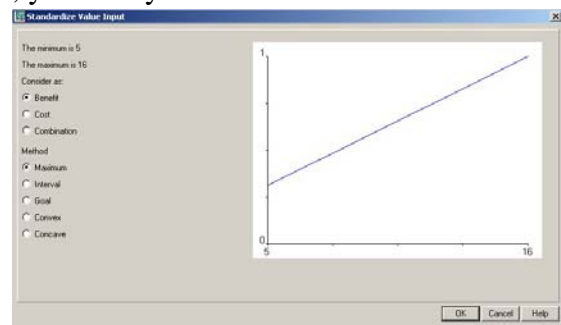 Standardize Value Input
The minimum is 5
The maximum is 16
Consider as:
Benefit
Cost
Combination
Method
Maximum
Interval
Goal
Convex
Concave
1
0
5
16
OK
Cancel
Help